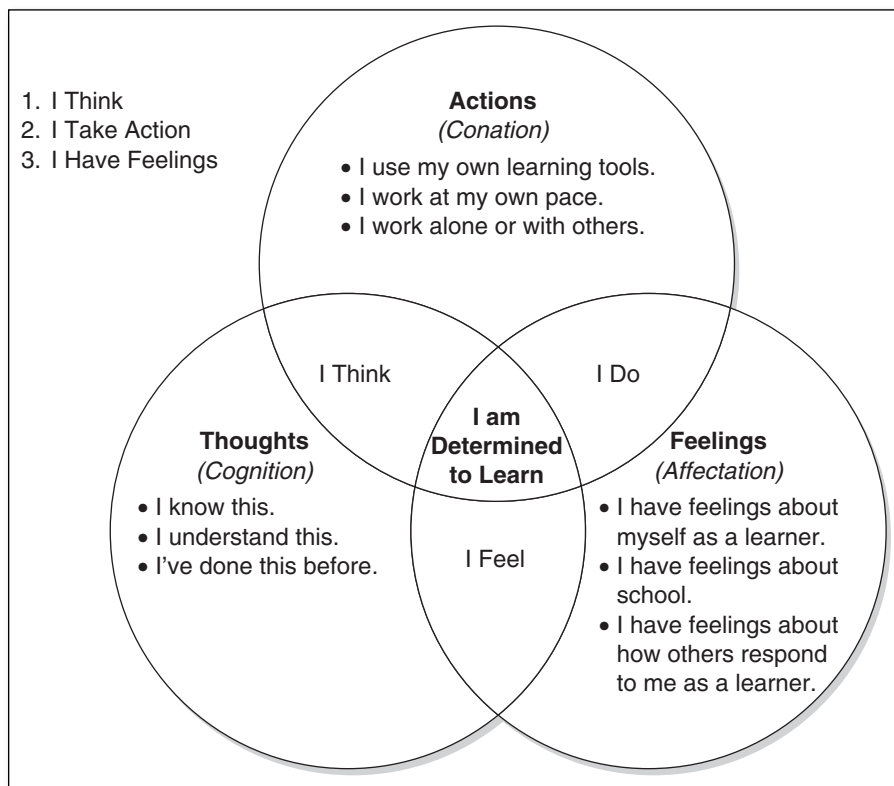 1. I Think
2. I Take Action
3. I Have Feelings
Actions
(Conation)
• I use my own learning tools.
• I work at my own pace.
• I work alone or with others.
I Think
I Do
I am
Determined
to Learn
Thoughts
(Cognition)
• I know this.
• I understand this.
• I've done this before.
Feelings
(Affectation)
• I have feelings about
myself as a learner.
• I have feelings about
school.
• I have feelings about
how others respond
to me as a learner.
I Feel